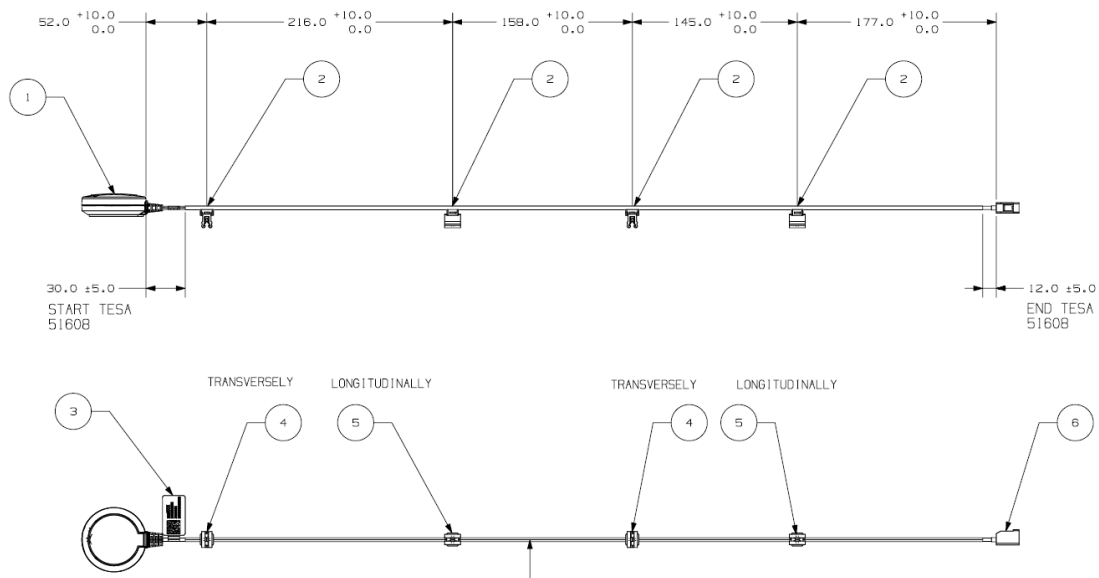 52.0 +10.0 0.0
216.0 +10.0 0.0
158.0 +10.0 0.0
145.0 +10.0 0.0
177.0 +10.0 0.0
1
2
2
2
2
30.0 ±5.0
START TESA
51608
12.0 ±5.0
END TESA
51608
TRANSVERSELY
LONGITUDINALLY
TRANSVERSELY
LONGITUDINALLY
3
4
5
4
5
6